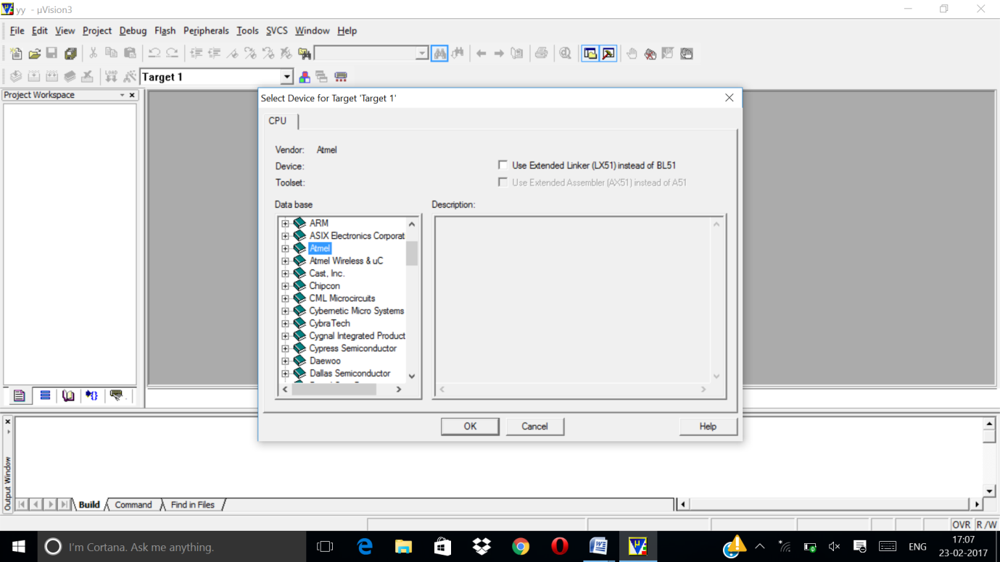 yy - µVision3
File Edit View Project Debug Flash Peripherals Tools SVCS Window Help
LOAD
Target 1
Project Workspace
Select Device for Target 'Target 1'
CPU
Vendor: Atmel
Device:
Use Extended Linker (LX51) instead of BL51
Toolset:
Use Extended Assembler (AX51) instead of A51
Data base
Description:
ARM
ASIX Electronics Corporat
Atmel
Atmel Wireless & uC
Cast, Inc.
Chipcon
CML Microcircuits
Cybernetic Micro Systems
CybraTech
Cygnal Integrated Product
Cypress Semiconductor
Daewoo
Dallas Semiconductor
OK Cancel Help
Output Window
Build Command Find in Files
OVR R/W
I'm Cortana. Ask me anything.
ENG
17:07
23-02-2017